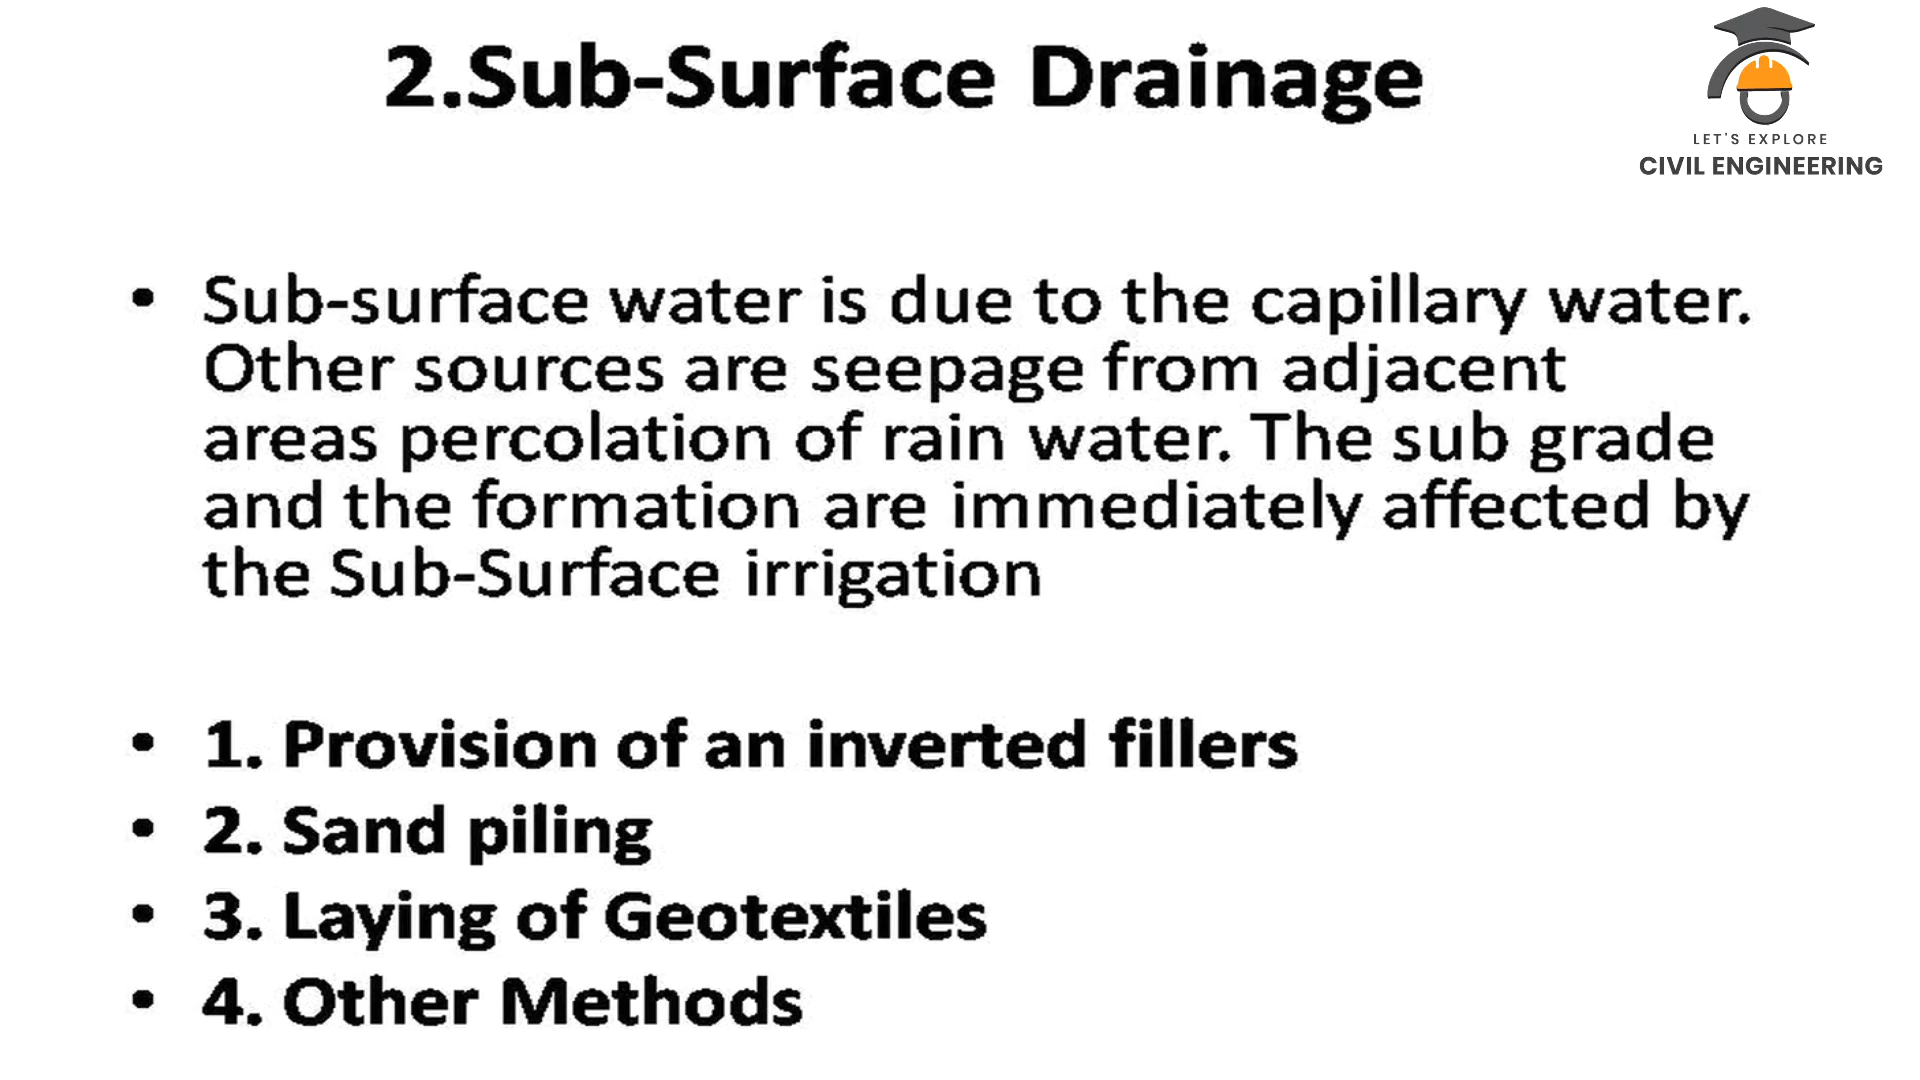 2.Sub-Surface Drainage
LET'S EXPLORE
CIVIL ENGINEERING
• Sub-surface water is due to the capillary water.
Other sources are seepage from adjacent
areas percolation of rain water. The sub grade
and the formation are immediately affected by
the Sub-Surface irrigation
• 1. Provision of an inverted fillers
• 2. Sand piling
• 3. Laying of Geotextiles
• 4. Other Methods